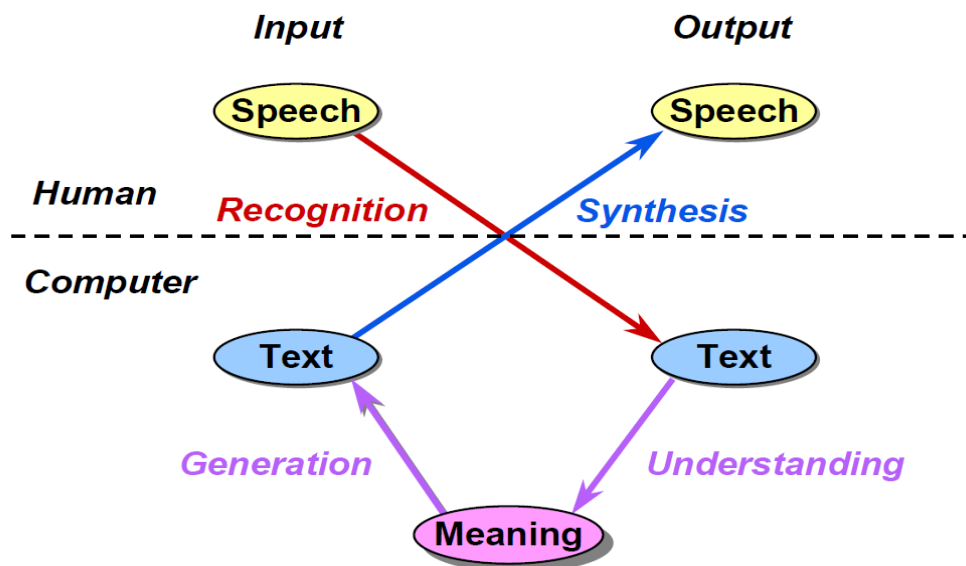 Input Output
Speech Speech
Human Recognition Synthesis
Computer
Text Text
Generation Understanding
Meaning